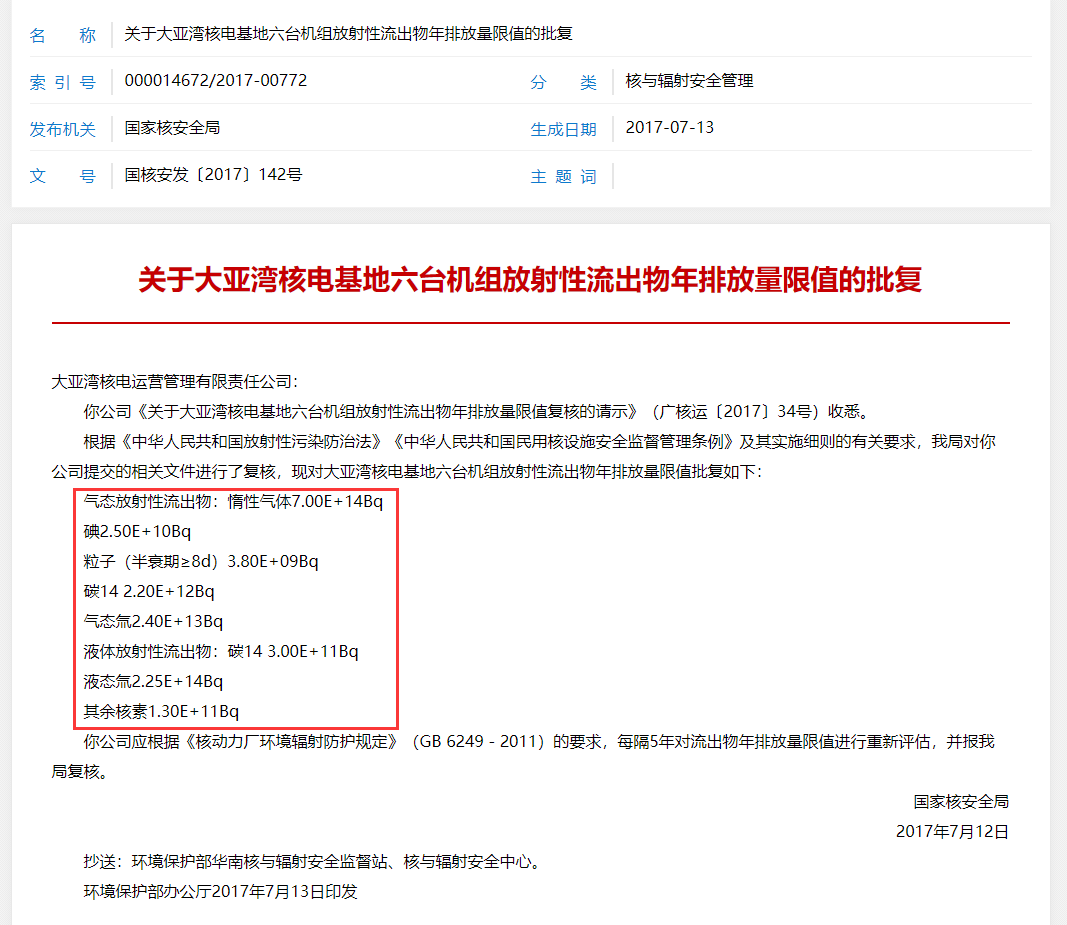 名 称 关于大亚湾核电基地六台机组放射性流出物年排放量限值的批复
索 引 号 000014672/2017-00772 分 类 核与辐射安全管理
发布机关 国家核安全局 生成日期 2017-07-13
文 号 国核安发〔2017〕142号 主 题 词
关于大亚湾核电基地六台机组放射性流出物年排放量限值的批复
大亚湾核电运营管理有限责任公司：
你公司《关于大亚湾核电基地六台机组放射性流出物年排放量限值复核的请示》（广核运〔2017〕34号）收悉。
根据《中华人民共和国放射性污染防治法》《中华人民共和国民用核设施安全监督管理条例》及其实施细则的有关要求，我局对你
公司提交的相关文件进行了复核，现对大亚湾核电基地六台机组放射性流出物年排放量限值批复如下：
气态放射性流出物：惰性气体7.00E+14Bq
碘2.50E+10Bq
粒子（半衰期≥8d）3.80E+09Bq
碳14 2.20E+12Bq
气态氚2.40E+13Bq
液体放射性流出物：碳14 3.00E+11Bq
液态氚2.25E+14Bq
其余核素1.30E+11Bq
你公司应根据《核动力厂环境辐射防护规定》（GB 6249－2011）的要求，每隔5年对流出物年排放量限值进行重新评估，并报我
局复核。
国家核安全局
2017年7月12日
抄送：环境保护部华南核与辐射安全监督站、核与辐射安全中心。
环境保护部办公厅2017年7月13日印发